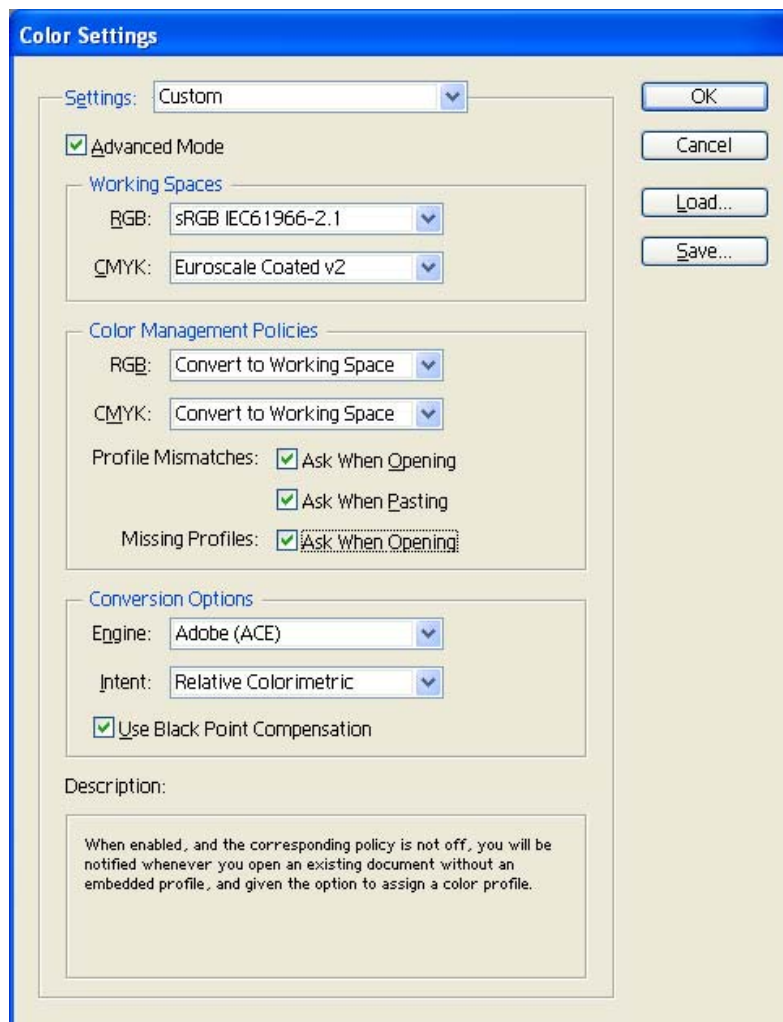 Color Settings
Settings: Custom
OK
Advanced Mode
Cancel
Working Spaces
RGB: sRGB IEC61966-2.1
Load...
CMYK: Euroscale Coated v2
Save...
Color Management Policies
RGB: Convert to Working Space
CMYK: Convert to Working Space
Profile Mismatches: Ask When Opening
Ask When Pasting
Missing Profiles: Ask When Opening
Conversion Options
Engine: Adobe (ACE)
Intent: Relative Colorimetric
Use Black Point Compensation
Description:
When enabled, and the corresponding policy is not off, you will be
notified whenever you open an existing document without an
embedded profile, and given the option to assign a color profile.